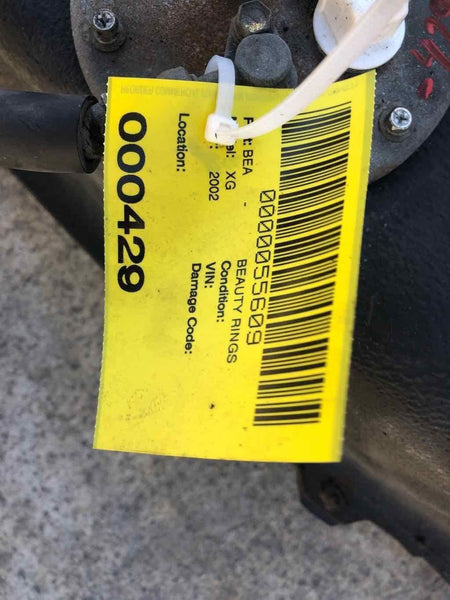 0000055609
BEA - BEAUTY RINGS
XG Condition:
2002 VIN:
Location: Damage Code:
000429